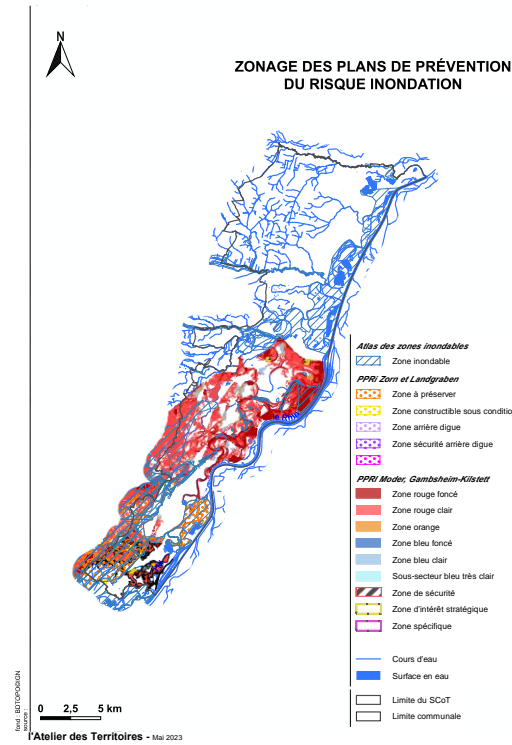 N
ZONAGE DES PLANS DE PRÉVENTION
DU RISQUE INONDATION
le Rhin
Atlas des zones inondables
Zone inondable
PPRi Zorn et Landgraben
Zone à préserver
Zone constructible sous conditio
Zone arrière digue
Zone sécurité arrière digue
PPRI Moder, Gambsheim-Kilstett
Zone rouge foncé
Zone rouge clair
Zone orange
Zone bleu foncé
Zone bleu clair
Sous-secteur bleu très clair
Zone de sécurité
Zone d'intérêt stratégique
Zone spécifique
Cours d'eau
Surface en eau
Limite du SCoT
Limite communale
0 2,5 5 km
source :
l'Atelier des Territoires - Mai 2023